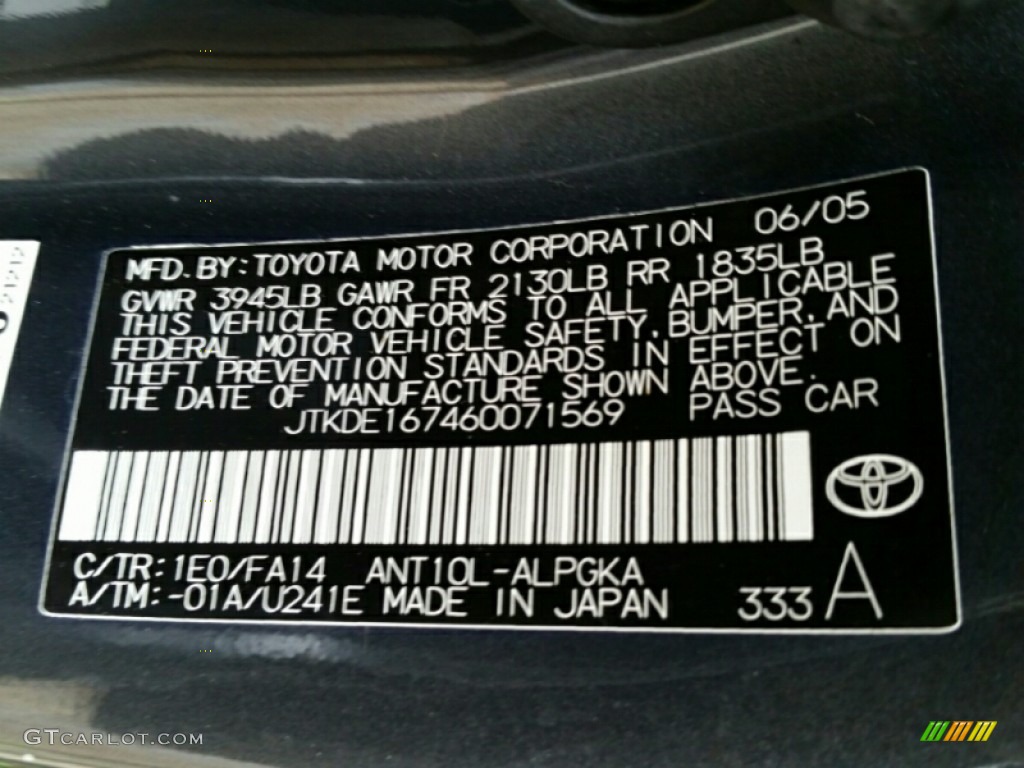 MFD. BY: TOYOTA MOTOR CORPORATION 06/05
GVWR 3945LB GAWR FR 2130LB RR 1835LB
THIS VEHICLE CONFORMS TO ALL APPLICABLE
FEDERAL MOTOR VEHICLE SAFETY, BUMPER, AND
THEFT PREVENTION STANDARDS IN EFFECT ON
THE DATE OF MANUFACTURE SHOWN ABOVE.
JTKDE167460071569 PASS CAR
C/TR: 1E0/FA14 ANT10L-ALPGKA
A/TM: -01A/U241E MADE IN JAPAN 333 A
GTCARLOT.COM